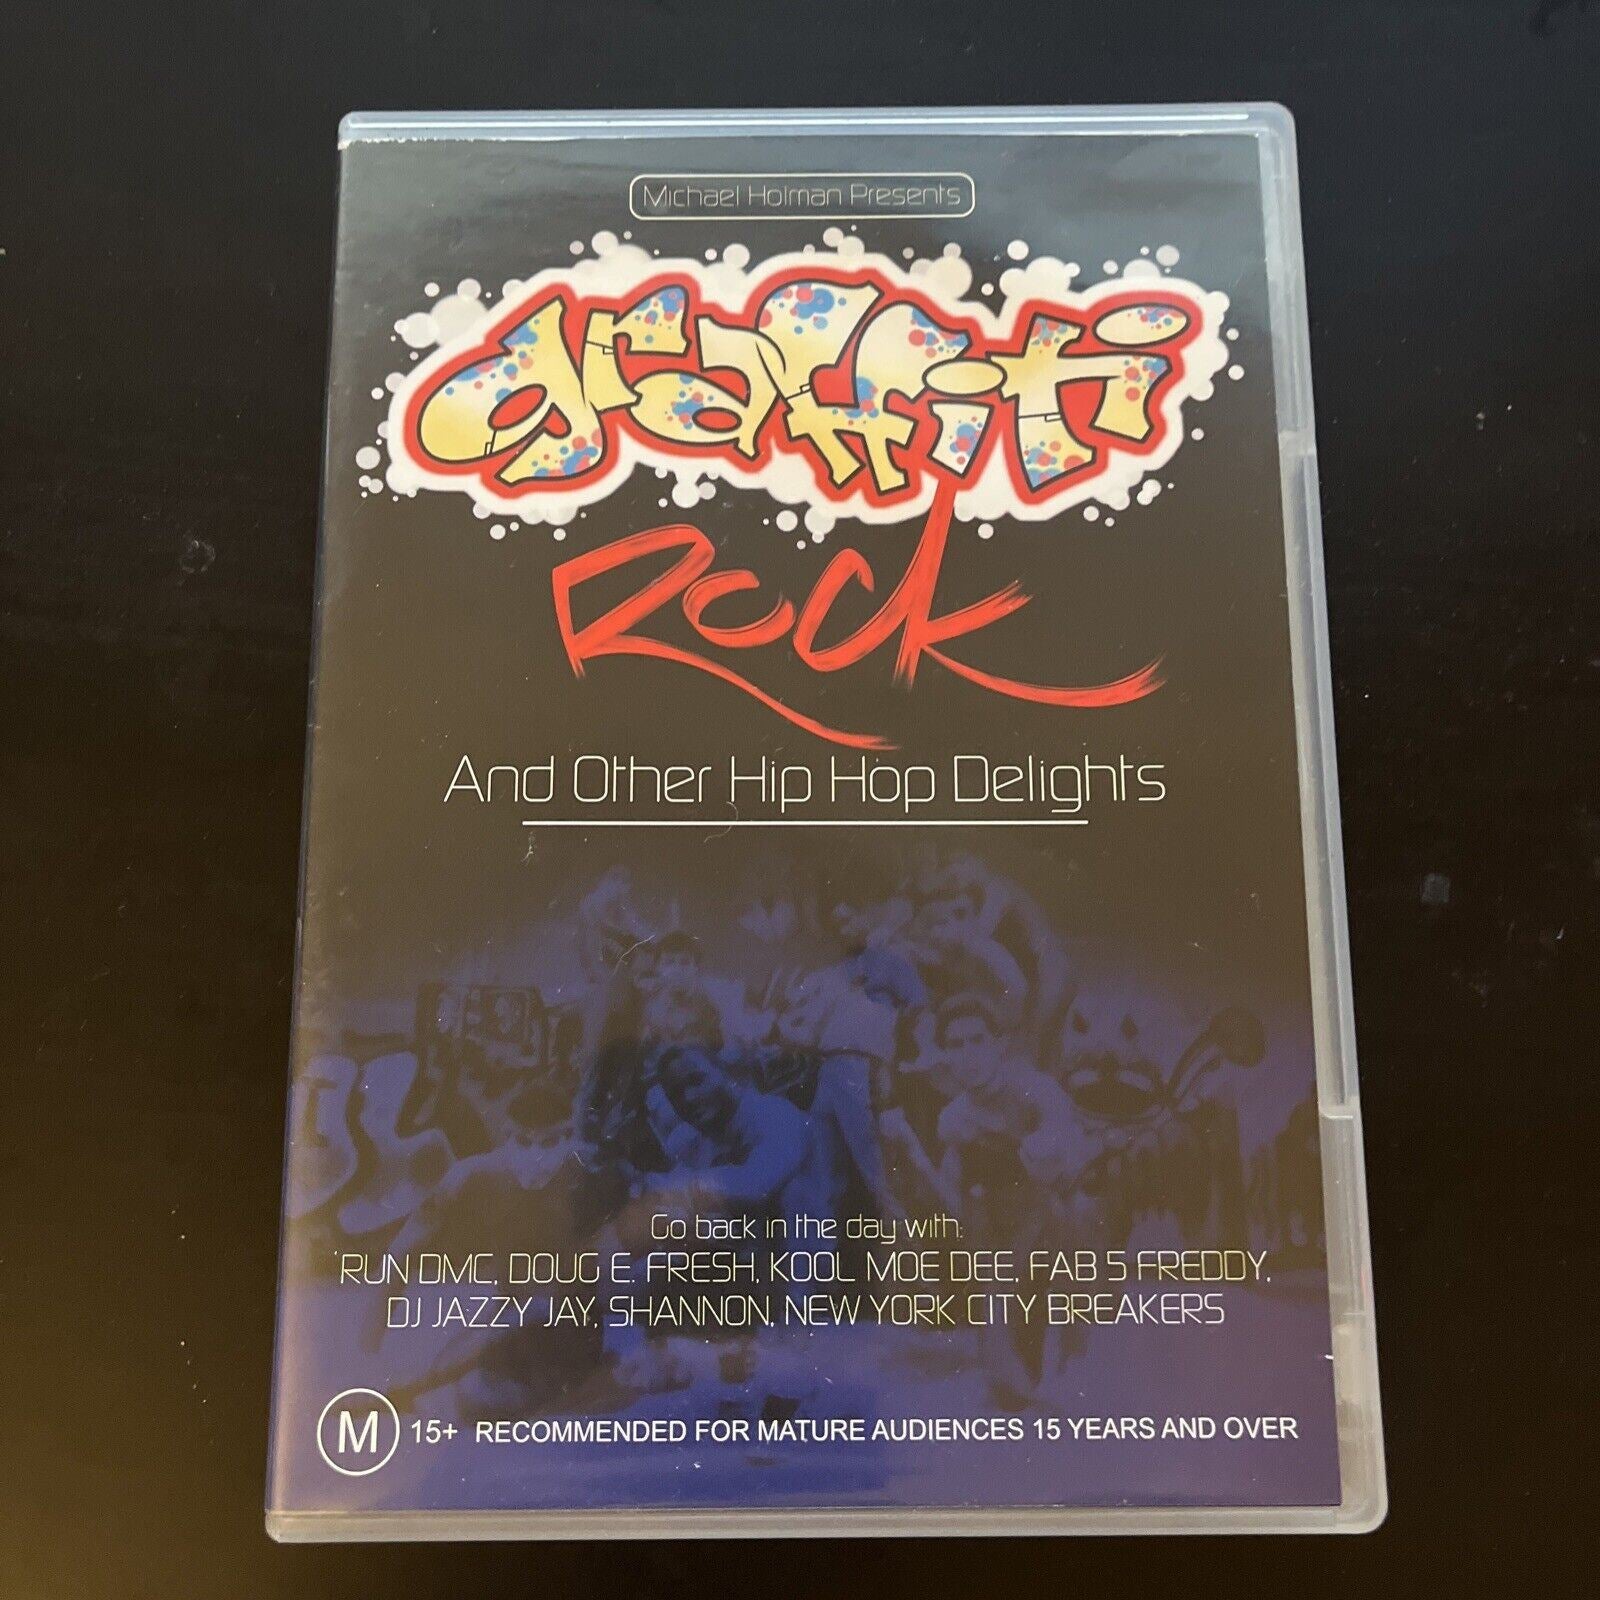 Michael Holman Presents
graffiti
Rock
And Other Hip Hop Delights
Go back in the day with:
RUN DMC, DOUG E. FRESH, KOOL MOE DEE, FAB 5 FREDDY,
DJ JAZZY JAY, SHANNON, NEW YORK CITY BREAKERS
M 15+ RECOMMENDED FOR MATURE AUDIENCES 15 YEARS AND OVER